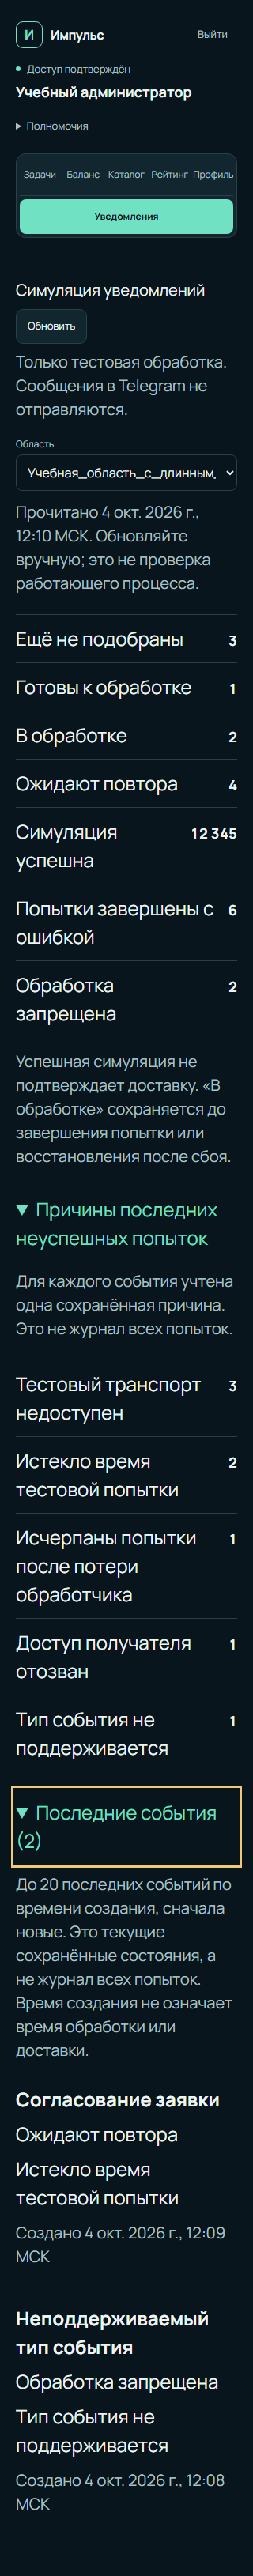 И Импульс Выйти
Доступ подтверждён
Учебный администратор
Полномочия
Задачи Баланс Каталог Рейтинг Профиль
Уведомления
Симуляция уведомлений
Обновить
Только тестовая обработка.
Сообщения в Telegram не
отправляются.
Область
Учебная_область_с_длинным_
Прочитано 4 окт. 2026 г.,
12:10 МСК. Обновляйте
вручную; это не проверка
работающего процесса.
Ещё не подобраны 3
Готовы к обработке 1
В обработке 2
Ожидают повтора 4
Симуляция 12 345
успешна
Попытки завершены с 6
ошибкой
Обработка 2
запрещена
Успешная симуляция не
подтверждает доставку. «В
обработке» сохраняется до
завершения попытки или
восстановления после сбоя.
Причины последних
неуспешных попыток
Для каждого события учтена
одна сохранённая причина.
Это не журнал всех попыток.
Тестовый транспорт 3
недоступен
Истекло время 2
тестовой попытки
Исчерпаны попытки 1
после потери
обработчика
Доступ получателя 1
отозван
Тип события не 1
поддерживается
Последние события
(2)
До 20 последних событий по
времени создания, сначала
новые. Это текущие
сохранённые состояния, а
не журнал всех попыток.
Время создания не означает
время обработки или
доставки.
Согласование заявки
Ожидают повтора
Истекло время
тестовой попытки
Создано 4 окт. 2026 г., 12:09
МСК
Неподдерживаемый
тип события
Обработка запрещена
Тип события не
поддерживается
Создано 4 окт. 2026 г., 12:08
МСК